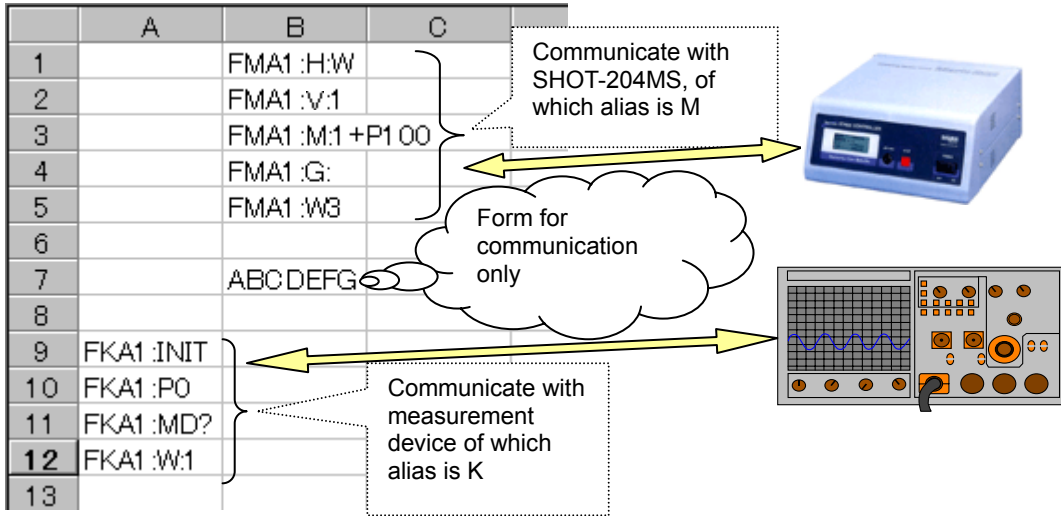 A B C
1 FMA1:H:W
2 FMA1:V:1
3 FMA1:M:1+P100
4 FMA1:G:
5 FMA1:W3
6
7 ABCDEFG
8
9 FKA1:INIT
10 FKA1:P0
11 FKA1:MD?
12 FKA1:W:1
13
Communicate with
SHOT-204MS, of
which alias is M
Form for
communication
only
Communicate with
measurement
device of which
alias is K